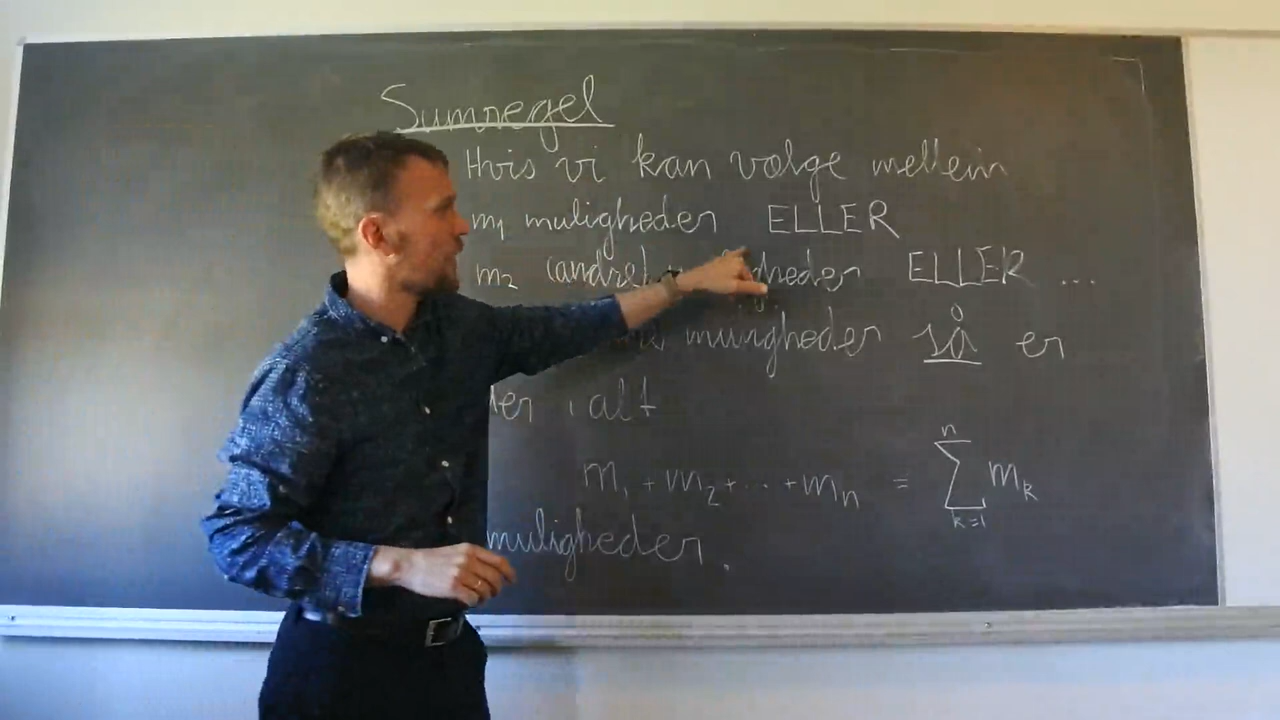 Sumregel
Hvis vi kan vælge mellem
m₁ muligheder ELLER
m₂ (andre) muligheder ELLER ...
muligheder så er
der i alt
m₁ + m₂ + ... + mₙ = ∑ₖ₌₁ⁿ mₖ
muligheder.